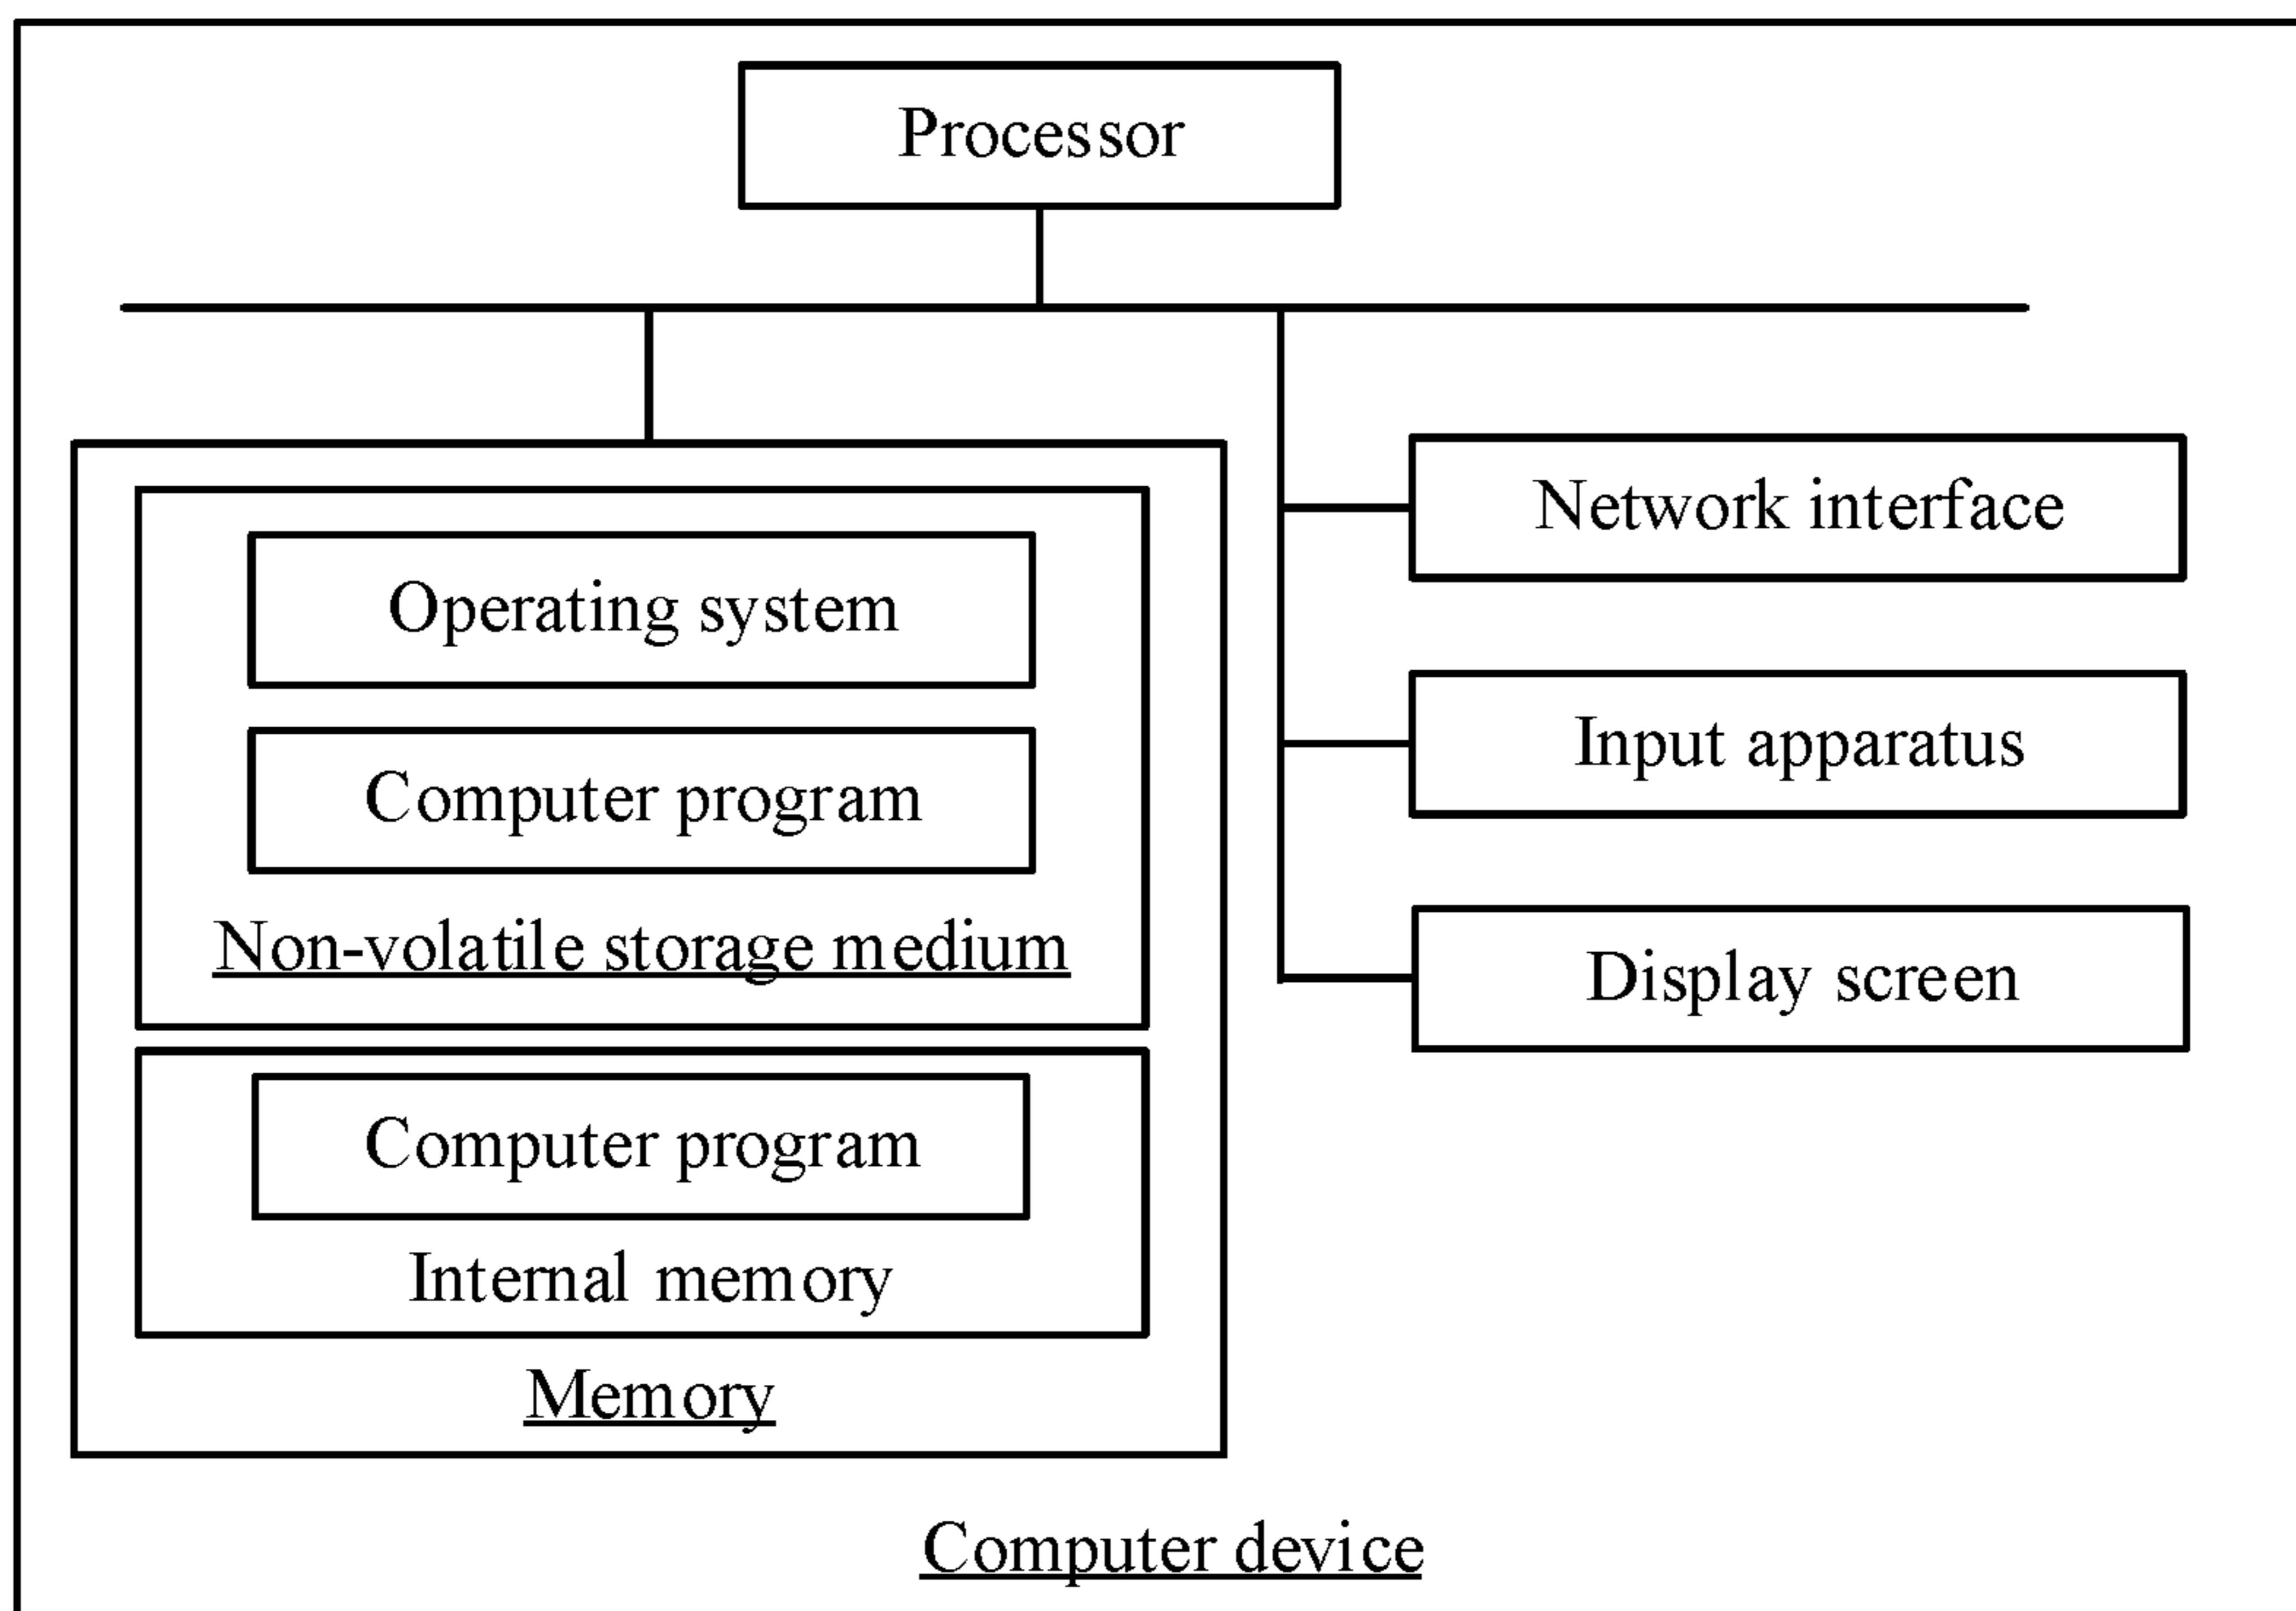 Processor
Operating system
Computer program
Non-volatile storage medium
Computer program
Internal memory
Memory
Network interface
Input apparatus
Display screen
Computer device